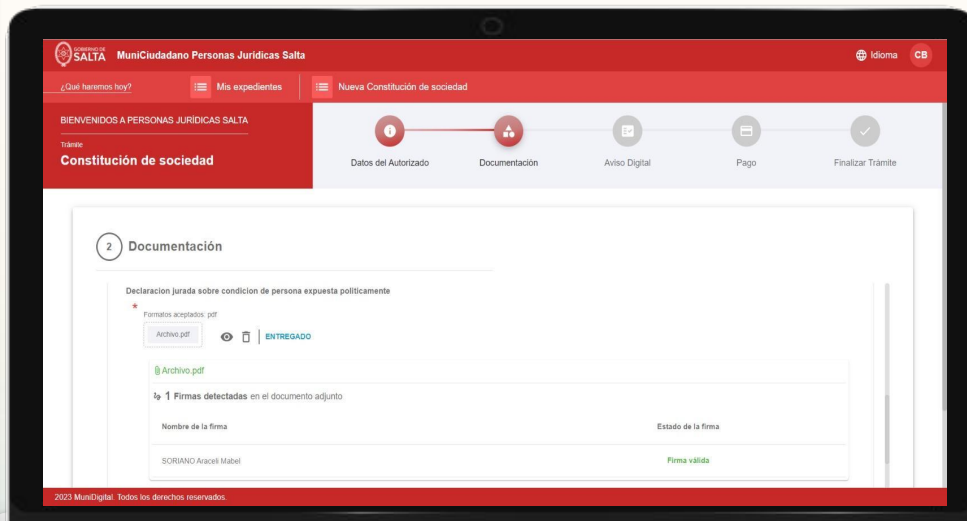 GOBIERNO DE
SALTA
MuniCiudadano Personas Juridicas Salta
Idioma
CB
¿Qué haremos hoy?
Mis expedientes
Nueva Constitución de sociedad
BIENVENIDOS A PERSONAS JURÍDICAS SALTA
Trámite
Constitución de sociedad
Datos del Autorizado
Documentación
Aviso Digital
Pago
Finalizar Trámite
2 Documentación
Declaracion jurada sobre condicion de persona expuesta politicamente
*
Formatos aceptados: pdf
Archivo.pdf
ENTREGADO
Archivo.pdf
1 Firmas detectadas en el documento adjunto
Nombre de la firma
Estado de la firma
SORIANO Araceli Mabel
Firma válida
2023 MuniDigital. Todos los derechos reservados.